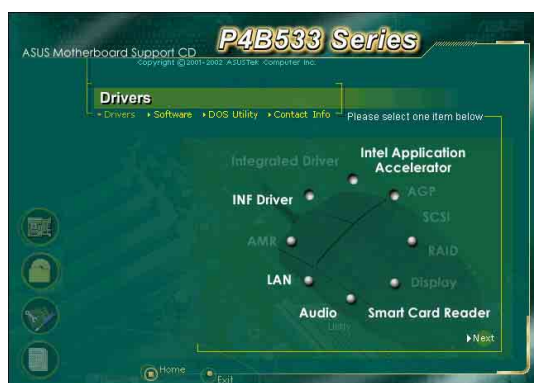 P4B533 Series
ASUS Motherboard Support CD
Copyright ©2001-2002 ASUSTeK Computer Inc.
Drivers
Drivers Software DOS Utility Contact Info
Please select one item below
Integrated Driver
Intel Application Accelerator
INF Driver
AGP
SCSI
AMR
RAID
LAN
Display
Audio
Smart Card Reader
Utility
Next
Home
Exit